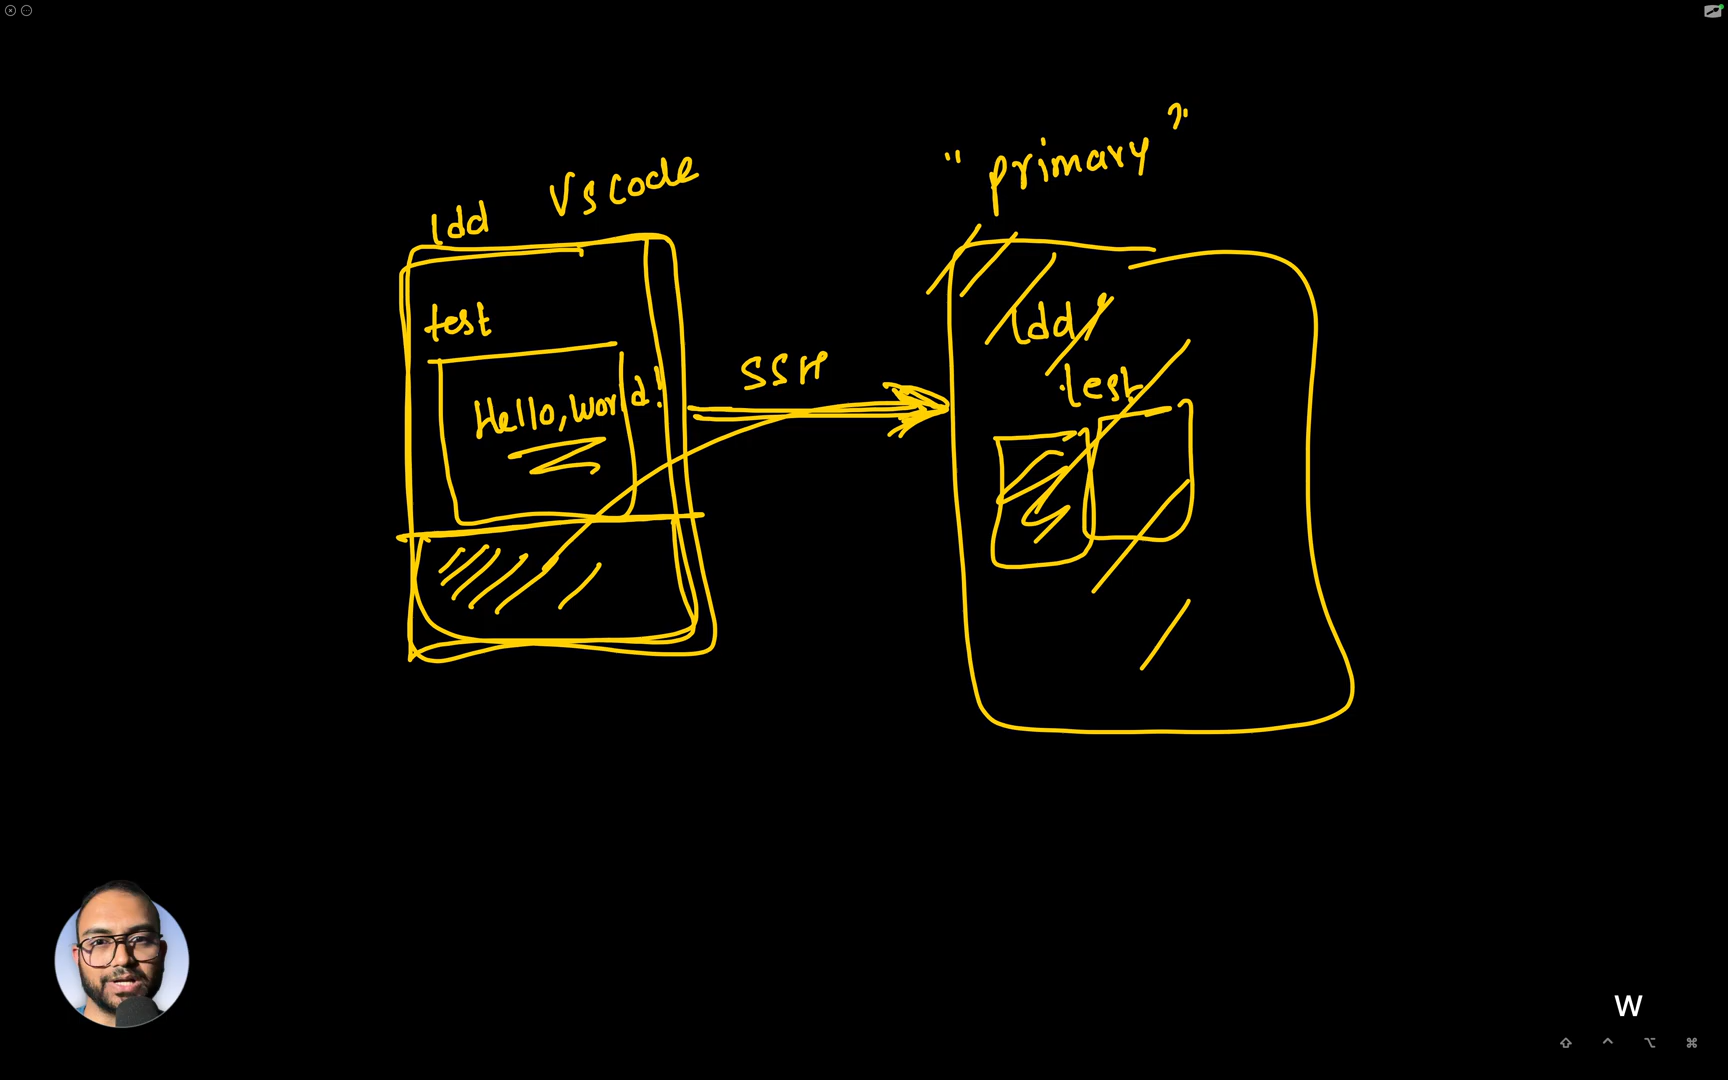 "primary"
Vscode
ldd
test
Hello, World!
SSH
ldd
test
W